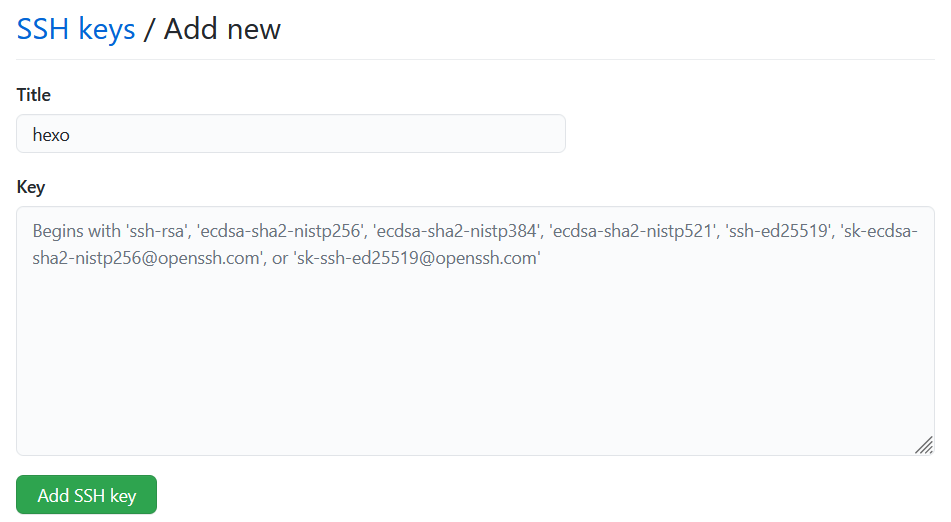 SSH keys / Add new
Title
hexo
Key
Begins with 'ssh-rsa', 'ecdsa-sha2-nistp256', 'ecdsa-sha2-nistp384', 'ecdsa-sha2-nistp521', 'ssh-ed25519', 'sk-ecdsa-
sha2-nistp256@openssh.com', or 'sk-ssh-ed25519@openssh.com'
Add SSH key